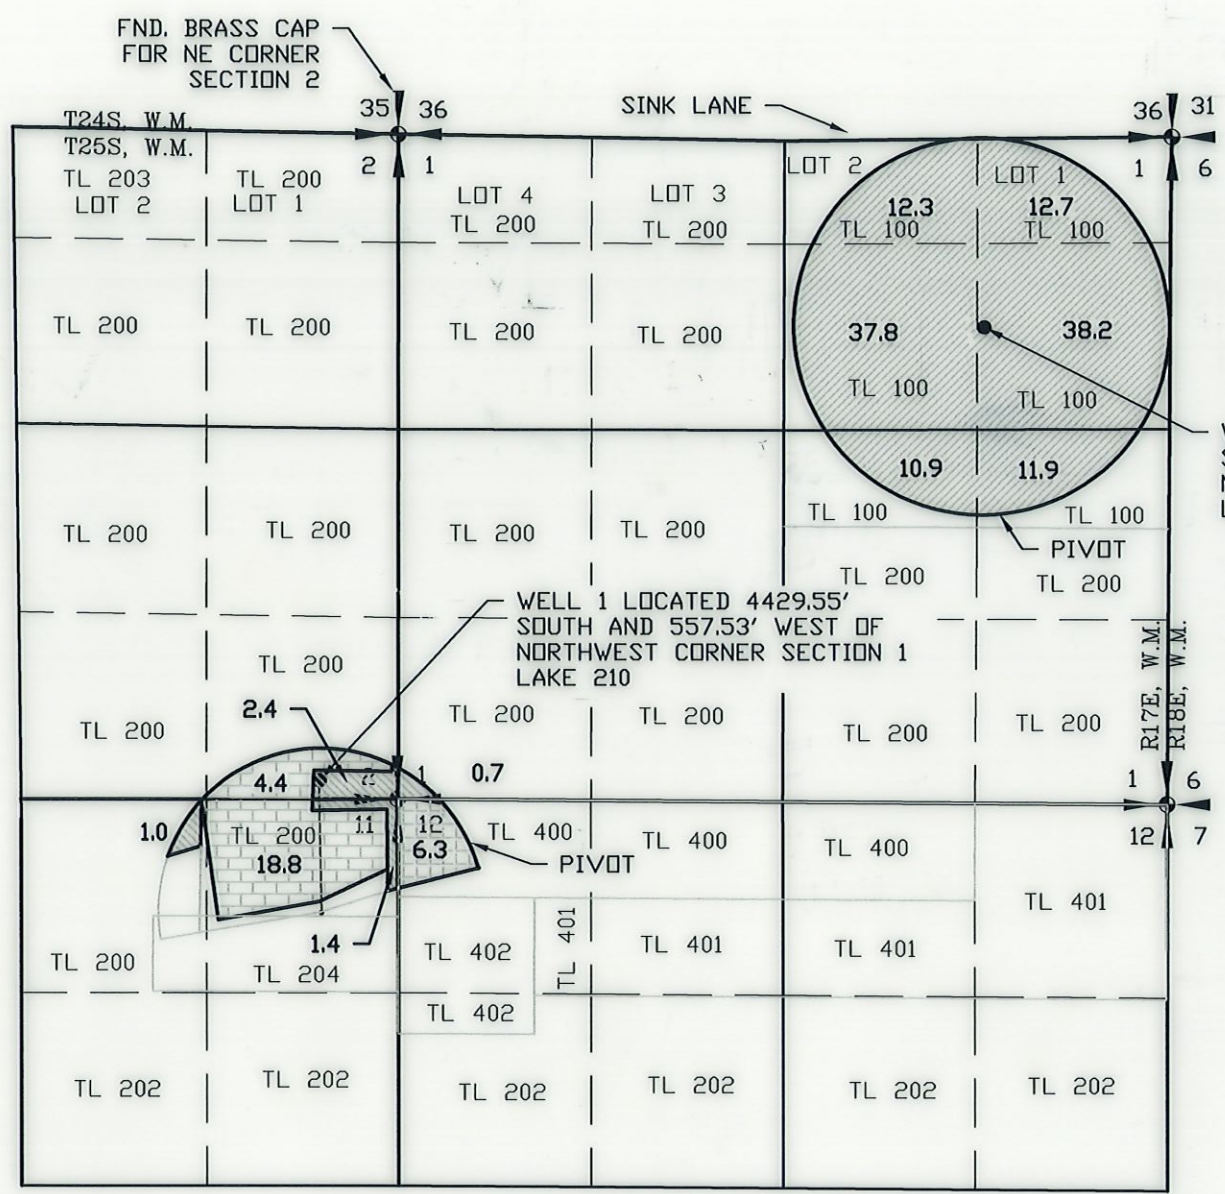 FND. BRASS CAP
FOR NE CORNER
SECTION 2
T24S, W.M.
T25S, W.M.
35 36
2 1
SINK LANE
36 31
1 6
TL 203
LOT 2
TL 200
LOT 1
LOT 4
TL 200
LOT 3
TL 200
LOT 2
LOT 1
12.3
12.7
TL 100
TL 100
TL 200
TL 200
TL 200
TL 200
37.8
38.2
TL 100
TL 100
10.9
11.9
TL 100
TL 100
PIVOT
TL 200
TL 200
TL 200
TL 200
TL 200
TL 200
WELL 1 LOCATED 4429.55'
SOUTH AND 557.53' WEST OF
NORTHWEST CORNER SECTION 1
LAKE 210
R17E, W.M.
R18E, W.M.
TL 200
TL 200
2.4
TL 200
TL 200
TL 200
TL 200
4.4
2 1
0.7
1 6
12 7
1.0
TL 200
11 12
18.8
6.3
TL 400
TL 400
TL 400
PIVOT
TL 401
1.4
TL 200
TL 204
TL 402
TL 401
TL 401
TL 401
TL 402
TL 202
TL 202
TL 202
TL 202
TL 202
TL 202